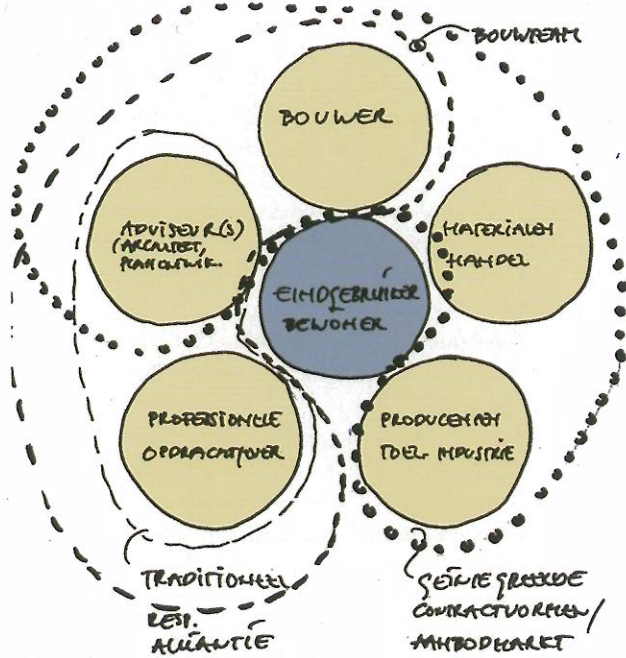 BOUWTEAM
BOUWER
ADVISEUR(S)
(ARCHITECT,
PLANONTWIK.
MATERIALEN
HANDEL
EINDGEBRUIKER
BEWONER
PROFESSIONELE
OPDRACHTGEVER
PRODUCENTEN
TOEL. INDUSTRIE
TRADITIONEEL
RESP.
ALLIANTIE
GEÏNTEGREERDE
CONTRACTVORMEN/
AANBODMARKT